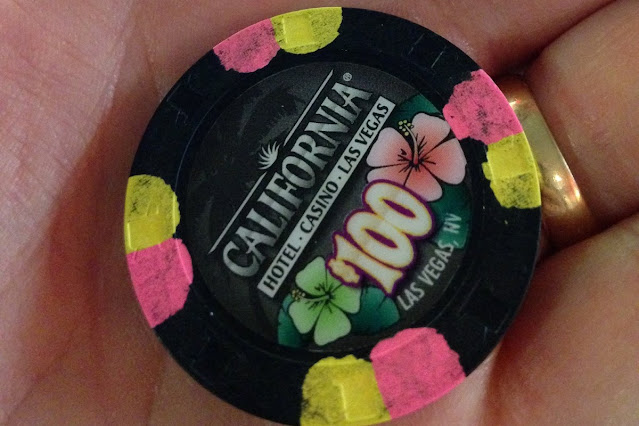 CALIFORNIA®
HOTEL · CASINO · LAS VEGAS
$100
LAS VEGAS, NV